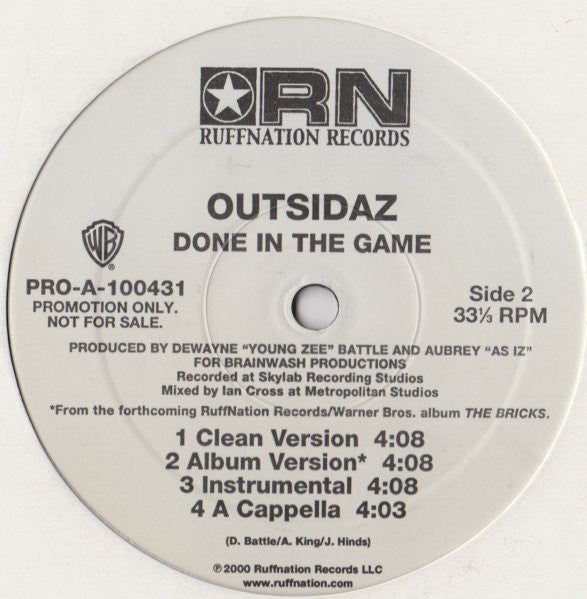 RN
RUFFNATION RECORDS
OUTSIDAZ
DONE IN THE GAME
WB
®
PRO-A-100431
PROMOTION ONLY.
NOT FOR SALE.
Side 2
33⅓ RPM
PRODUCED BY DEWAYNE "YOUNG ZEE" BATTLE AND AUBREY "AS IZ"
FOR BRAINWASH PRODUCTIONS
Recorded at Skylab Recording Studios
Mixed by Ian Cross at Metropolitan Studios
*From the forthcoming RuffNation Records/Warner Bros. album THE BRICKS.
1 Clean Version 4:08
2 Album Version* 4:08
3 Instrumental 4:08
4 A Cappella 4:03
(D. Battle/A. King/J. Hinds)
℗2000 Ruffnation Records LLC
www.ruffnation.com